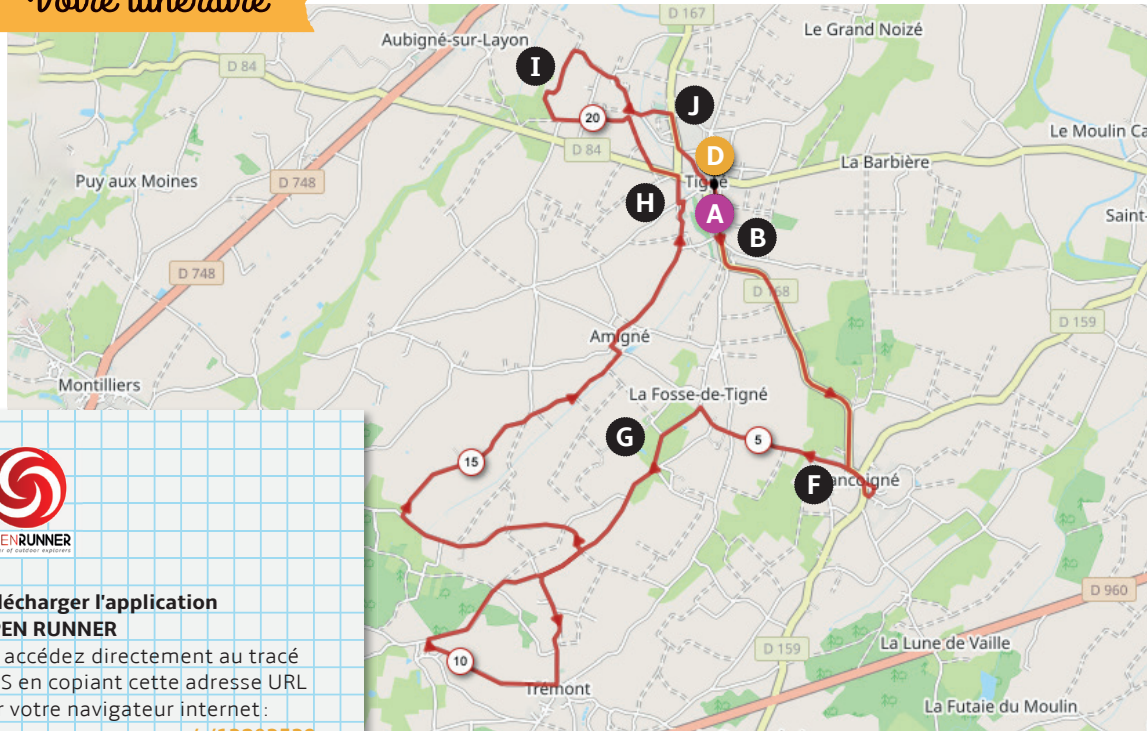 Votre itinéraire
D 167
Le Grand Noizé
Aubigné-sur-Layon
I
D 84
J
20
D 84
D
Le Moulin
La Barbière
Puy aux Moines
D 748
Tigné
H
A
Saint-
B
D 748
D
D 159
Amigné
Montilliers
La Fosse-de-Tigné
G
5
15
F
ancoigné
ENRUNNER
of outdoor explorers
lécharger l'application
EN RUNNER
accédez directement au tracé
S en copiant cette adresse URL
r votre navigateur internet :
D 960
La Lune de Vaille
D 159
10
Trémont
La Futaie du Moulin